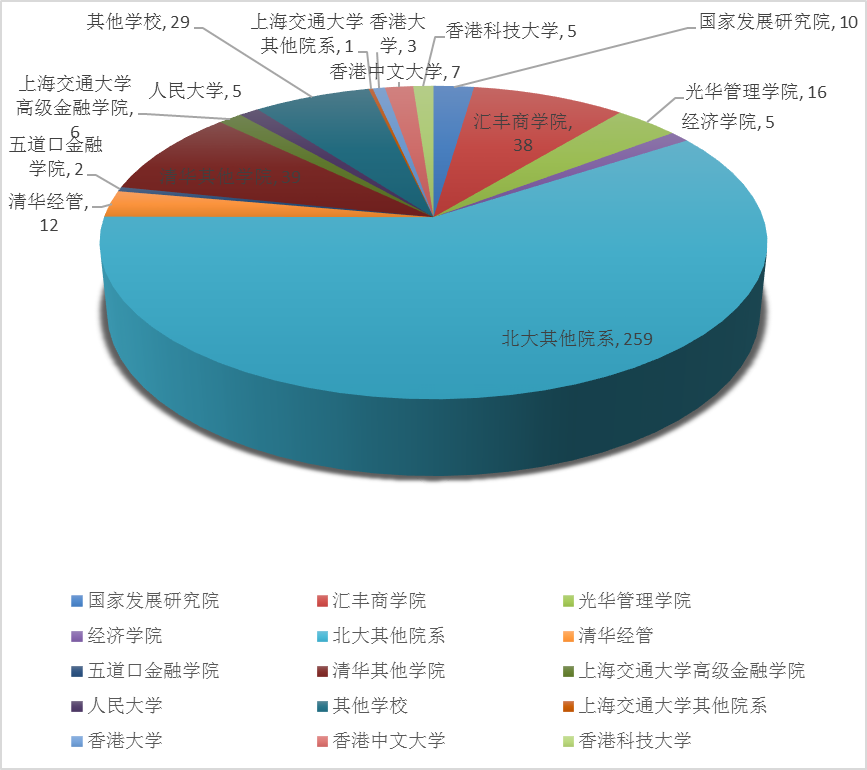 其他学校, 29
上海交通大学
其他院系, 1
香港大
学, 3
香港科技大学, 5
国家发展研究院, 10
香港中文大学, 7
上海交通大学
高级金融学院,
6
人民大学, 5
光华管理学院, 16
汇丰商学院,
38
经济学院, 5
五道口金融
学院, 2
清华其他学院,
清华经管,
12
北大其他院系, 259
国家发展研究院
汇丰商学院
光华管理学院
经济学院
北大其他院系
清华经管
五道口金融学院
清华其他学院
上海交通大学高级金融学院
人民大学
其他学校
上海交通大学其他院系
香港大学
香港中文大学
香港科技大学